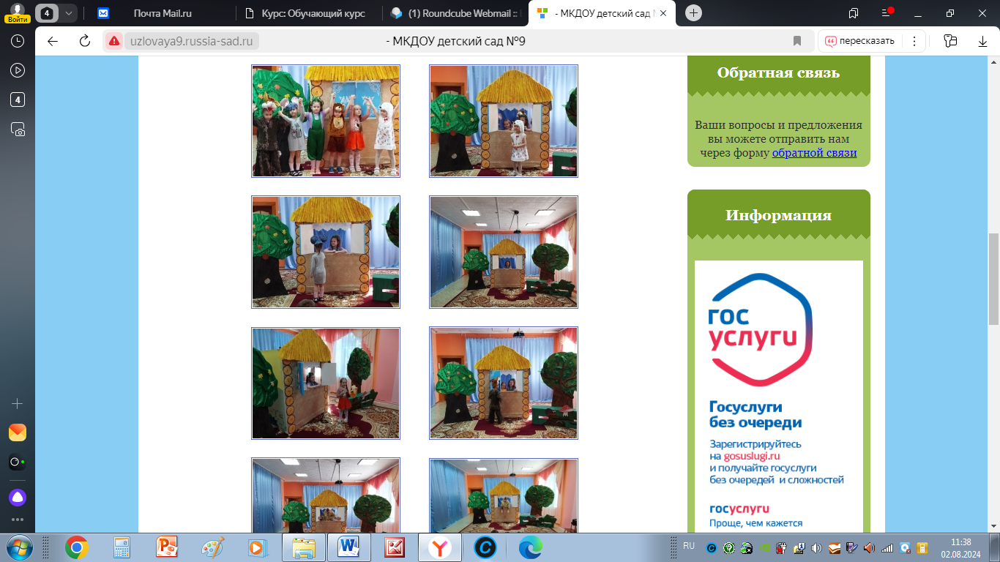 4
Почта Mail.ru
Курс: Обучающий курс
(1) Roundcube Webmail ::
- МКДОУ детский сад
Войти
uzlovaya9.russia-sad.ru
- МКДОУ детский сад №9
пересказать
4
Обратная связь
Ваши вопросы и предложения
вы можете отправить нам
через форму обратной связи
Информация
гос
услуги
Госуслуги
без очереди
Зарегистрируйтесь
на gosuslugi.ru
и получайте госуслуги
без очередей и сложностей
госуслуги
Проще, чем кажется
RU
11:38
02.08.2024